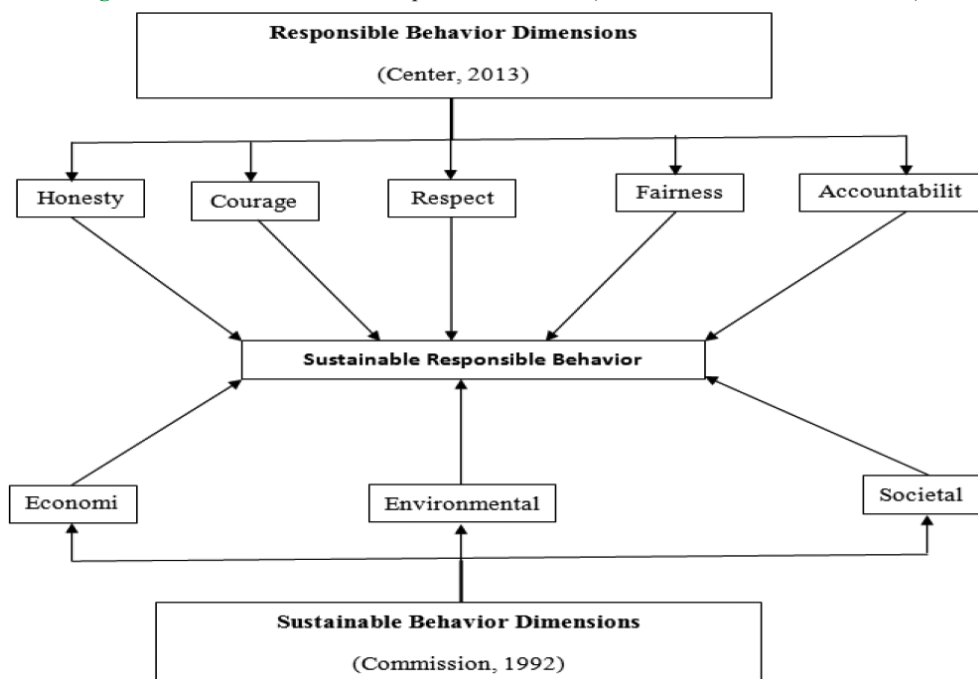 Responsible Behavior Dimensions
(Center, 2013)
Honesty
Courage
Respect
Fairness
Accountabilit
Sustainable Responsible Behavior
Economi
Environmental
Societal
Sustainable Behavior Dimensions
(Commission, 1992)